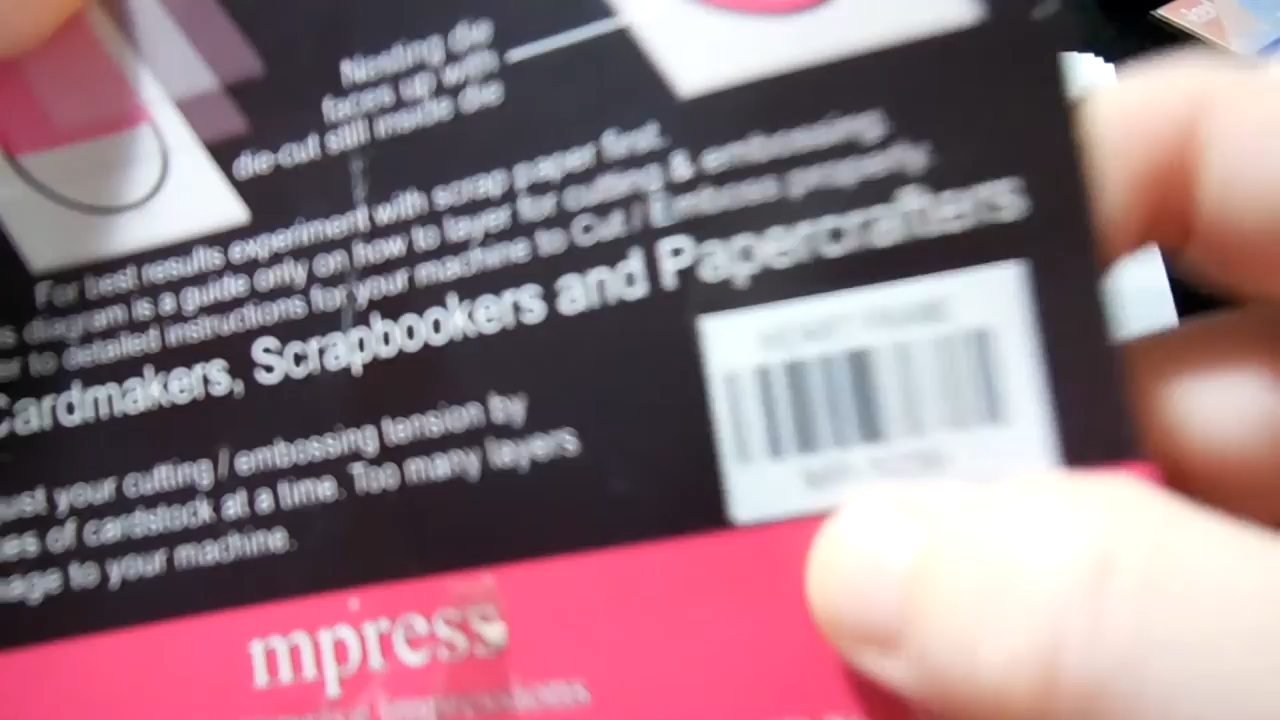 Nesting die
faces up with
die-cut still inside die
For best results experiment with scrap paper first.
diagram is a guide only on how to layer for cutting & embossing.
to detailed instructions for your machine to Cut / Emboss properly.
Cardmakers, Scrapbookers and Papercrafters
your cutting / embossing tension by
of cardstock at a time. Too many layers
to your machine.
mpress